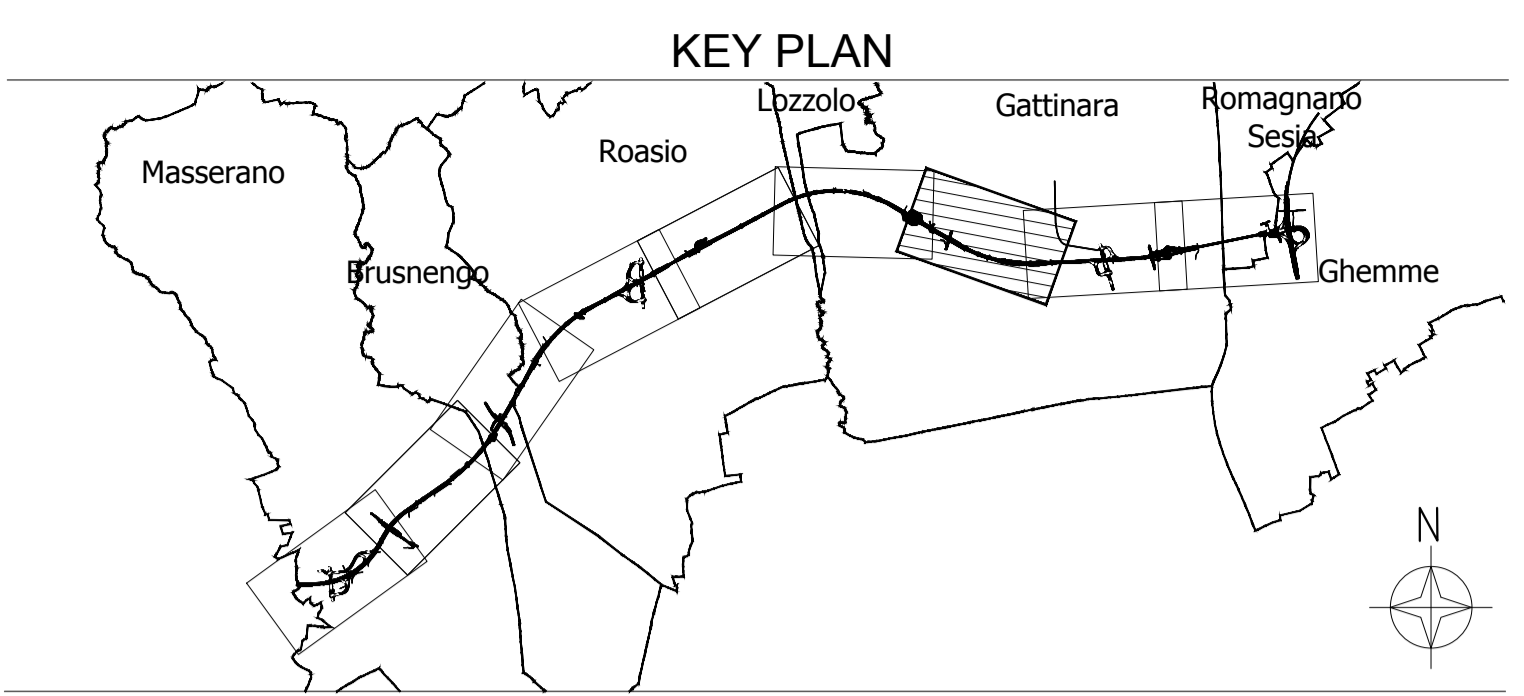 KEY PLAN
Lozzolo
Gattinara
Romagnano
Sesia
Roasio
Masserano
Brusnengo
Ghemme
N